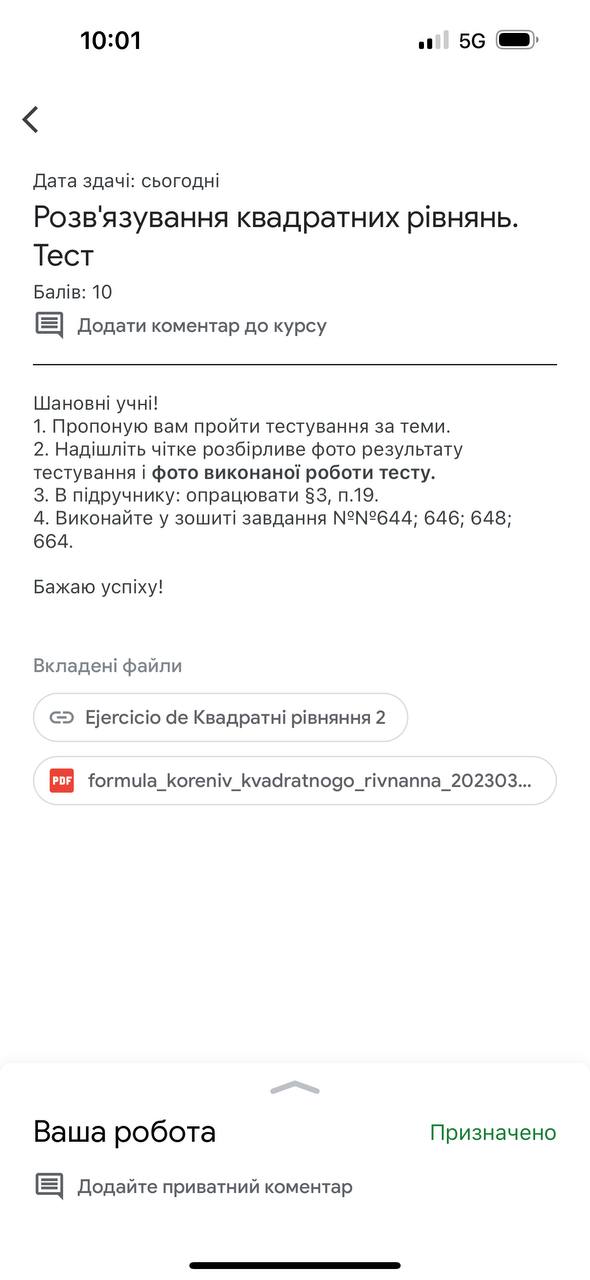 10:01
5G
Дата здачі: сьогодні
Розв'язування квадратних рівнянь.
Тест
Балів: 10
Додати коментар до курсу
Шановні учні!
1. Пропоную вам пройти тестування за теми.
2. Надішліть чітке розбірливе фото результату
тестування і фото виконаної роботи тесту.
3. В підручнику: опрацювати §3, п.19.
4. Виконайте у зошиті завдання №№644; 646; 648;
664.
Бажаю успіху!
Вкладені файли
Ejercicio de Квадратні рівняння 2
PDF
formula_koreniv_kvadratnogo_rivnanna_202303...
Ваша робота
Призначено
Додайте приватний коментар